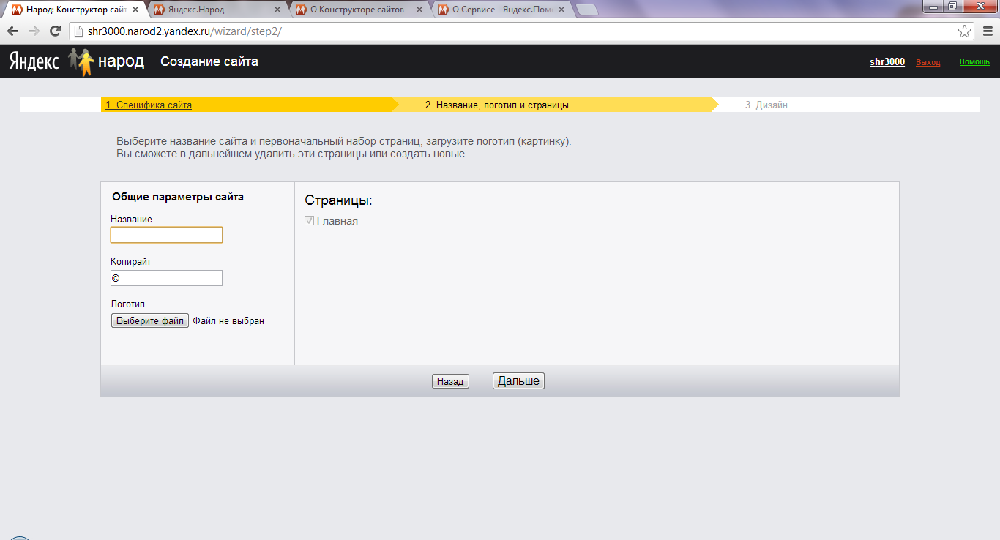 Народ: Конструктор сайт
Яндекс.Народ
О Конструкторе сайтов -
О Сервисе - Яндекс.Пом
shr3000.narod2.yandex.ru/wizard/step2/
Яндекс народ Создание сайта
shr3000 Выход Помощь
1. Специфика сайта
2. Название, логотип и страницы
3. Дизайн
Выберите название сайта и первоначальный набор страниц, загрузите логотип (картинку).
Вы сможете в дальнейшем удалить эти страницы или создать новые.
Общие параметры сайта
Название
Копирайт
©
Логотип
Выберите файл Файл не выбран
Страницы:
Главная
Назад Дальше